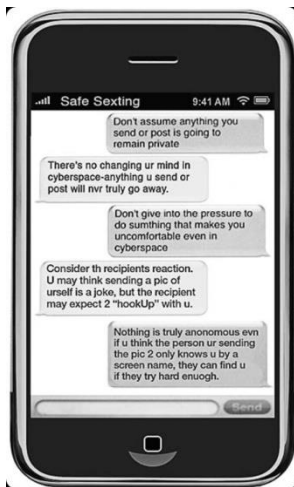 Safe Sexting 9:41 AM
Don't assume anything you
send or post is going to
remain private
There's no changing ur mind in
cyberspace-anything u send or
post will nvr truly go away.
Don't give into the pressure to
do sumthing that makes you
uncomfortable even in
cyberspace
Consider th recipients reaction.
U may think sending a pic of
urself is a joke, but the recipient
may expect 2 "hookUp" with u.
Nothing is truly anonomous evn
if u think the person ur sending
the pic 2 only knows u by a
screen name, they can find u
if they try hard enuogh.
Send